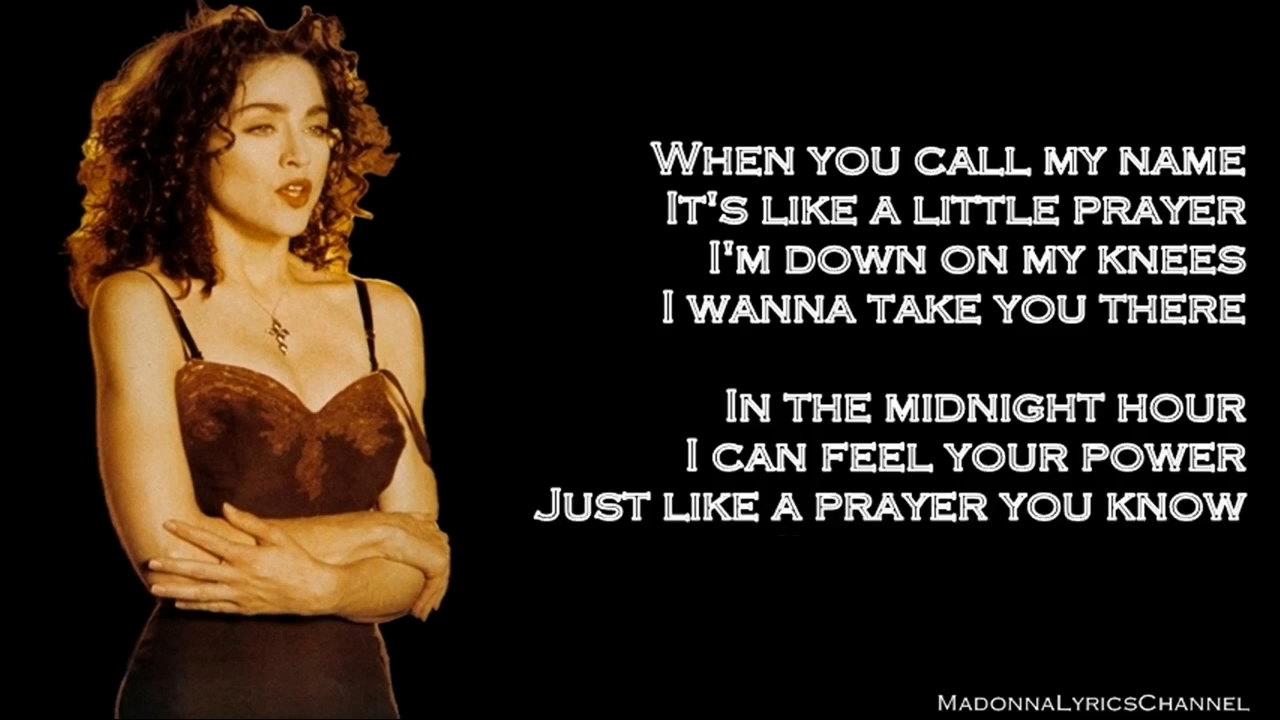 When you call my name
It's like a little prayer
I'm down on my knees
I wanna take you there
In the midnight hour
I can feel your power
Just like a prayer you know
MadonnaLyricsChannel